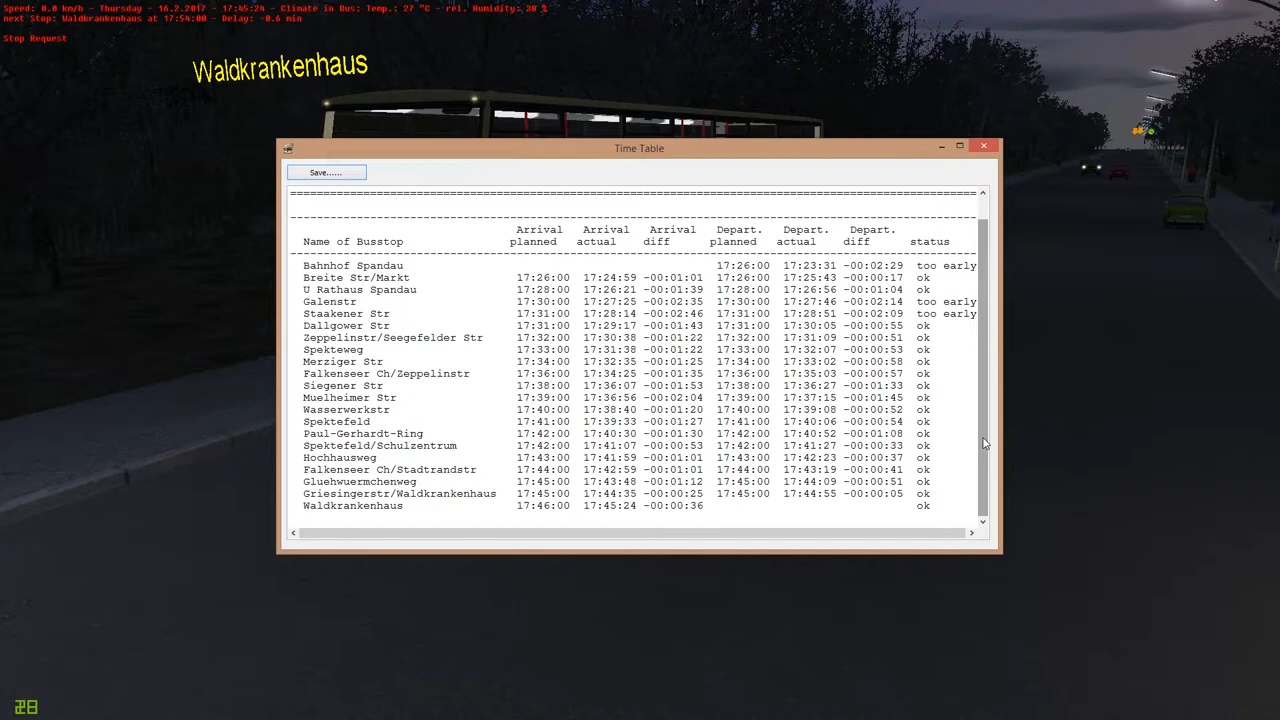 Speed: 0.0 km/h - Thursday - 16.2.2017 - 17:45:24 - Climate in Bus: Temp.: 27 °C - rel. Humidity: 38 %
next Stop: Waldkrankenhaus at 17:54:00 - Delay: -0.6 min
Stop Request
Waldkrankenhaus
Time Table
Save......
================================================================
----------------------------------------------------------------
Arrival Arrival Arrival Depart. Depart. Depart.
Name of Busstop planned actual diff planned actual diff status
----------------------------------------------------------------
Bahnhof Spandau 17:26:00 17:23:31 -00:02:29 too early
Breite Str/Markt 17:26:00 17:24:59 -00:01:01 17:26:00 17:25:43 -00:00:17 ok
U Rathaus Spandau 17:28:00 17:26:21 -00:01:39 17:28:00 17:26:56 -00:01:04 ok
Galenstr 17:30:00 17:27:25 -00:02:35 17:30:00 17:27:46 -00:02:14 too early
Staakener Str 17:31:00 17:28:14 -00:02:46 17:31:00 17:28:51 -00:02:09 too early
Dallgower Str 17:31:00 17:29:17 -00:01:43 17:31:00 17:30:05 -00:00:55 ok
Zeppelinstr/Seegefelder Str 17:32:00 17:30:38 -00:01:22 17:32:00 17:31:09 -00:00:51 ok
Spekteweg 17:33:00 17:31:38 -00:01:22 17:33:00 17:32:07 -00:00:53 ok
Merziger Str 17:34:00 17:32:35 -00:01:25 17:34:00 17:33:02 -00:00:58 ok
Falkenseer Ch/Zeppelinstr 17:36:00 17:34:25 -00:01:35 17:36:00 17:35:03 -00:00:57 ok
Siegener Str 17:38:00 17:36:07 -00:01:53 17:38:00 17:36:27 -00:01:33 ok
Muelheimer Str 17:39:00 17:36:56 -00:02:04 17:39:00 17:37:15 -00:01:45 ok
Wasserwerkstr 17:40:00 17:38:40 -00:01:20 17:40:00 17:39:08 -00:00:52 ok
Spektefeld 17:41:00 17:39:33 -00:01:27 17:41:00 17:40:06 -00:00:54 ok
Paul-Gerhardt-Ring 17:42:00 17:40:30 -00:01:30 17:42:00 17:40:52 -00:01:08 ok
Spektefeld/Schulzentrum 17:42:00 17:41:07 -00:00:53 17:42:00 17:41:27 -00:00:33 ok
Hochhausweg 17:43:00 17:41:59 -00:01:01 17:43:00 17:42:23 -00:00:37 ok
Falkenseer Ch/Stadtrandstr 17:44:00 17:42:59 -00:01:01 17:44:00 17:43:19 -00:00:41 ok
Gluehwuermchenweg 17:45:00 17:43:48 -00:01:12 17:45:00 17:44:09 -00:00:51 ok
Griesingerstr/Waldkrankenhaus 17:45:00 17:44:35 -00:00:25 17:45:00 17:44:55 -00:00:05 ok
Waldkrankenhaus 17:46:00 17:45:24 -00:00:36 ok
28